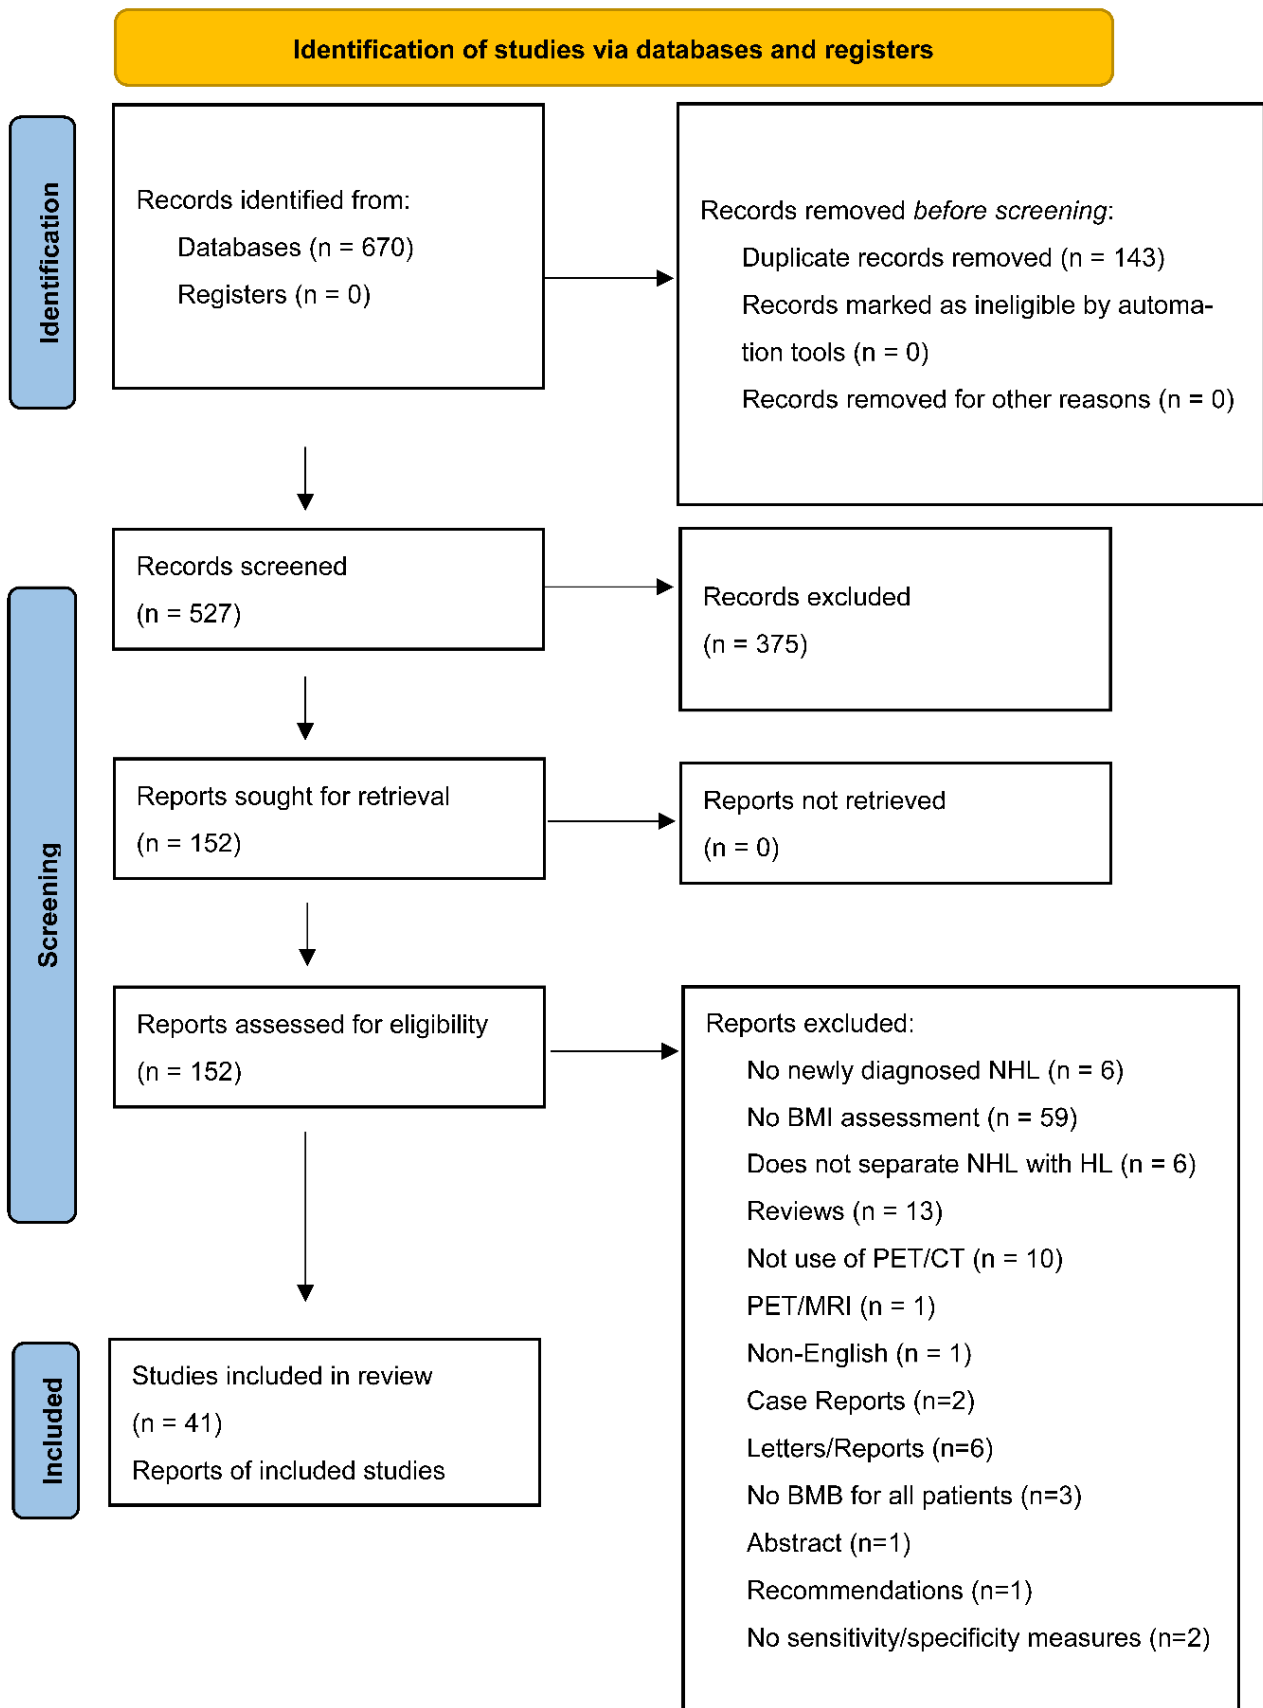 Identification of studies via databases and registers
Identification
Records identified from:
Databases (n = 670)
Registers (n = 0)
Records removed before screening:
Duplicate records removed (n = 143)
Records marked as ineligible by automa-
tion tools (n = 0)
Records removed for other reasons (n = 0)
Screening
Records screened
(n = 527)
Records excluded
(n = 375)
Reports sought for retrieval
(n = 152)
Reports not retrieved
(n = 0)
Reports assessed for eligibility
(n = 152)
Reports excluded:
No newly diagnosed NHL (n = 6)
No BMI assessment (n = 59)
Does not separate NHL with HL (n = 6)
Reviews (n = 13)
Not use of PET/CT (n = 10)
PET/MRI (n = 1)
Non-English (n = 1)
Case Reports (n=2)
Letters/Reports (n=6)
No BMB for all patients (n=3)
Abstract (n=1)
Recommendations (n=1)
No sensitivity/specificity measures (n=2)
Included
Studies included in review
(n = 41)
Reports of included studies